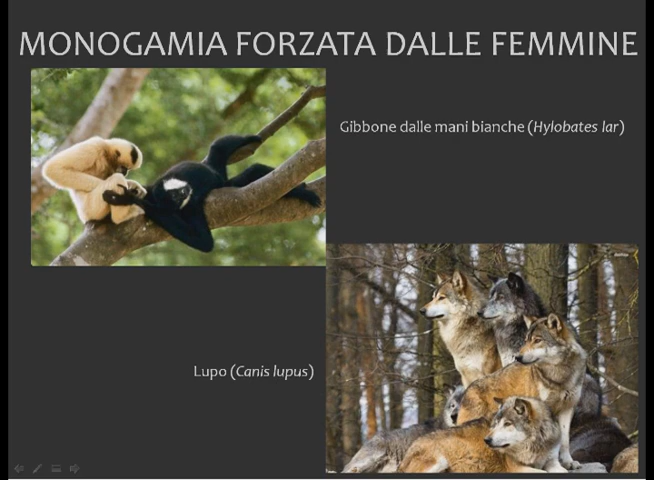 MONOGAMIA FORZATA DALLE FEMMINE
Gibbone dalle mani bianche (Hylobates lar)
Lupo (Canis lupus)